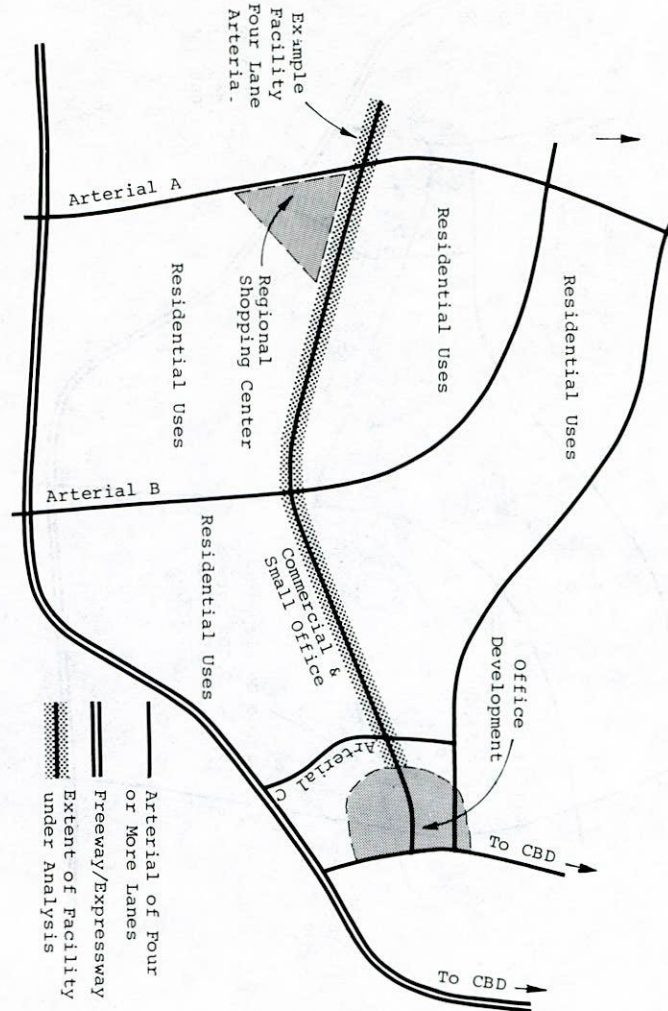 Eximple
Facility
Four Lane
Arteria.
Arterial A
Regional
Shopping Center
Residential Uses
Residential Uses
Residential Uses
Arterial B
Residential Uses
Commercial &
Small Office
Office
Development
Arterial C
To CBD
To CBD
Arterial of Four
or More Lanes
Freeway/Expressway
Extent of Facility
under Analysis